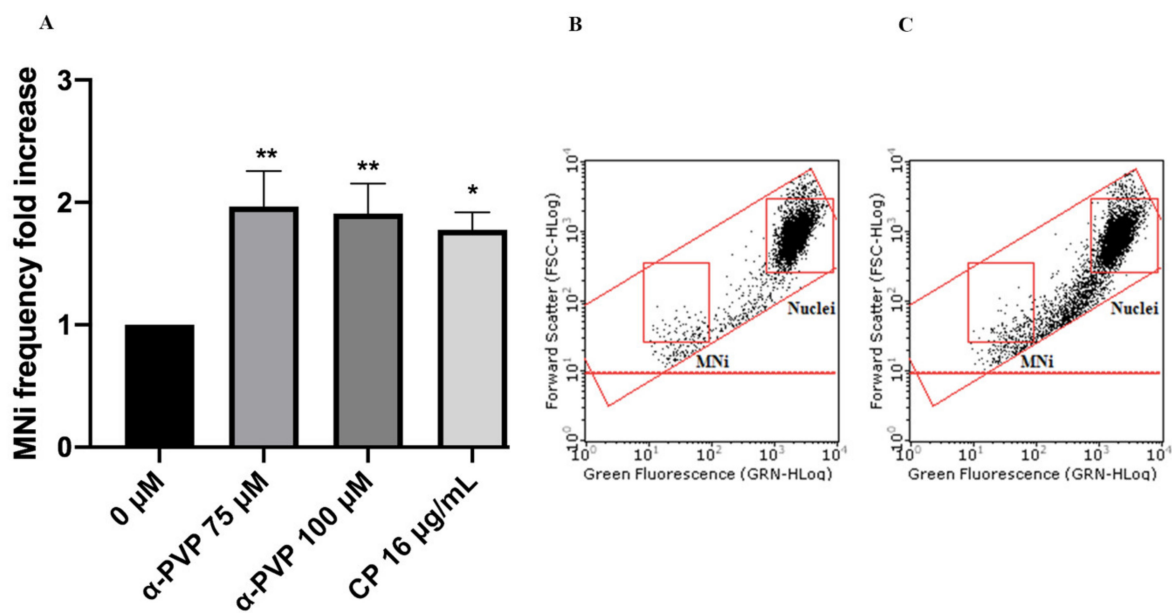 A
MNi frequency fold increase
3
2
1
0
**
**
*
0 µM
α-PVP 75 µM
α-PVP 100 µM
CP 16 µg/mL
B
Forward Scatter (FSC-HLog)
10⁴
10³
10²
10¹
10⁰
Nuclei
MNi
10⁰ 10¹ 10² 10³ 10⁴
Green Fluorescence (GRN-HLog)
C
Forward Scatter (FSC-HLog)
10⁴
10³
10²
10¹
10⁰
Nuclei
MNi
10⁰ 10¹ 10² 10³ 10⁴
Green Fluorescence (GRN-HLog)